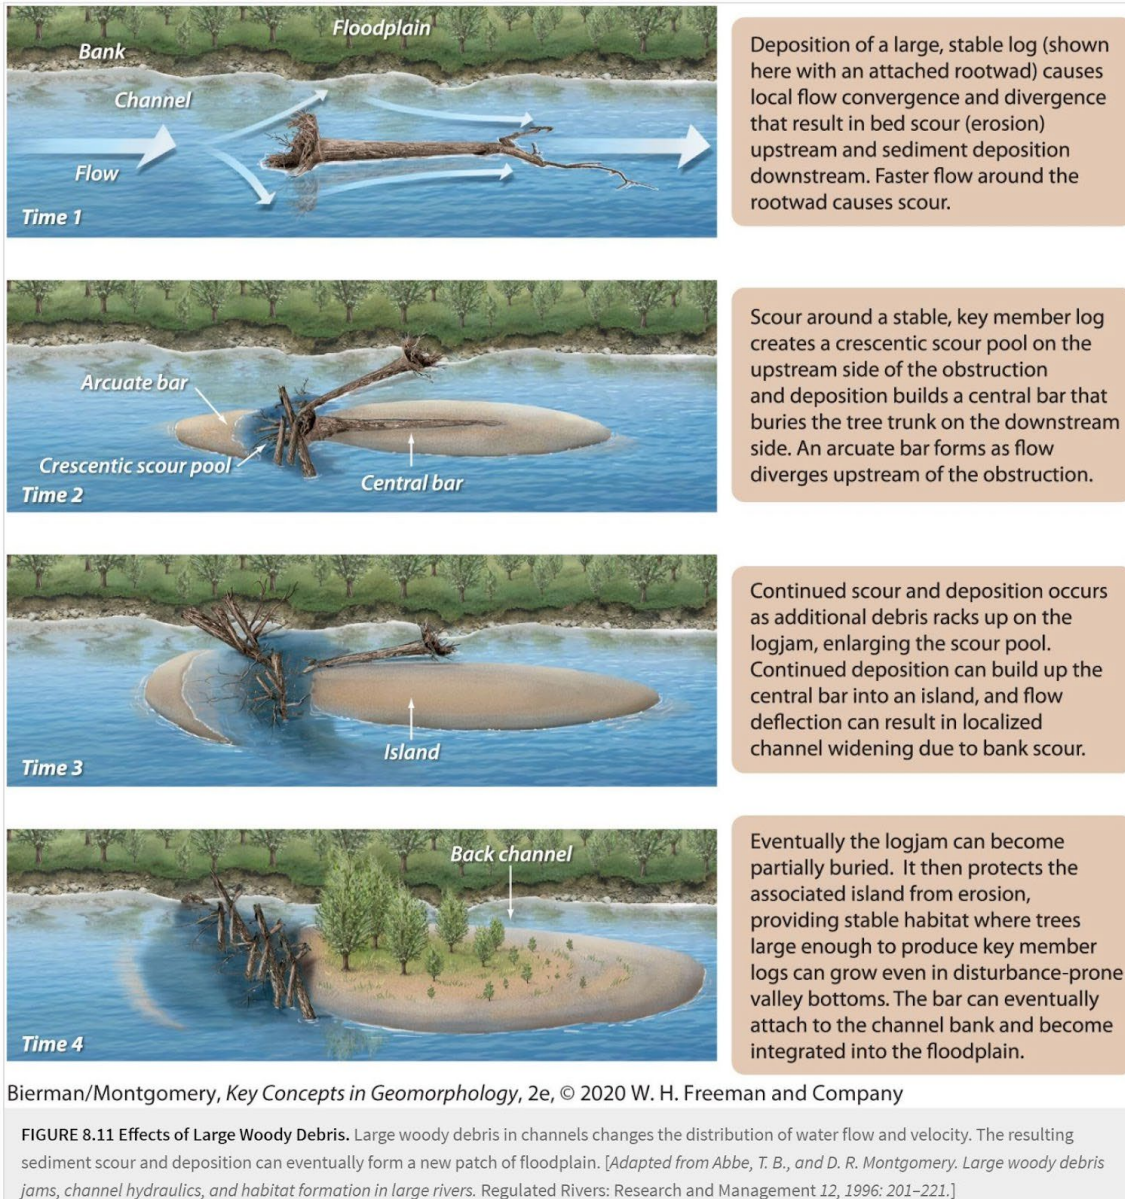 Floodplain
Bank
Channel
Flow
Time 1
Deposition of a large, stable log (shown
here with an attached rootwad) causes
local flow convergence and divergence
that result in bed scour (erosion)
upstream and sediment deposition
downstream. Faster flow around the
rootwad causes scour.
Arcuate bar
Crescentic scour pool
Central bar
Time 2
Scour around a stable, key member log
creates a crescentic scour pool on the
upstream side of the obstruction
and deposition builds a central bar that
buries the tree trunk on the downstream
side. An arcuate bar forms as flow
diverges upstream of the obstruction.
Island
Time 3
Continued scour and deposition occurs
as additional debris racks up on the
logjam, enlarging the scour pool.
Continued deposition can build up the
central bar into an island, and flow
deflection can result in localized
channel widening due to bank scour.
Back channel
Time 4
Eventually the logjam can become
partially buried. It then protects the
associated island from erosion,
providing stable habitat where trees
large enough to produce key member
logs can grow even in disturbance-prone
valley bottoms. The bar can eventually
attach to the channel bank and become
integrated into the floodplain.
Bierman/Montgomery, Key Concepts in Geomorphology, 2e, © 2020 W. H. Freeman and Company
FIGURE 8.11 Effects of Large Woody Debris. Large woody debris in channels changes the distribution of water flow and velocity. The resulting
sediment scour and deposition can eventually form a new patch of floodplain. [Adapted from Abbe, T. B., and D. R. Montgomery. Large woody debris
jams, channel hydraulics, and habitat formation in large rivers. Regulated Rivers: Research and Management 12, 1996: 201–221.]